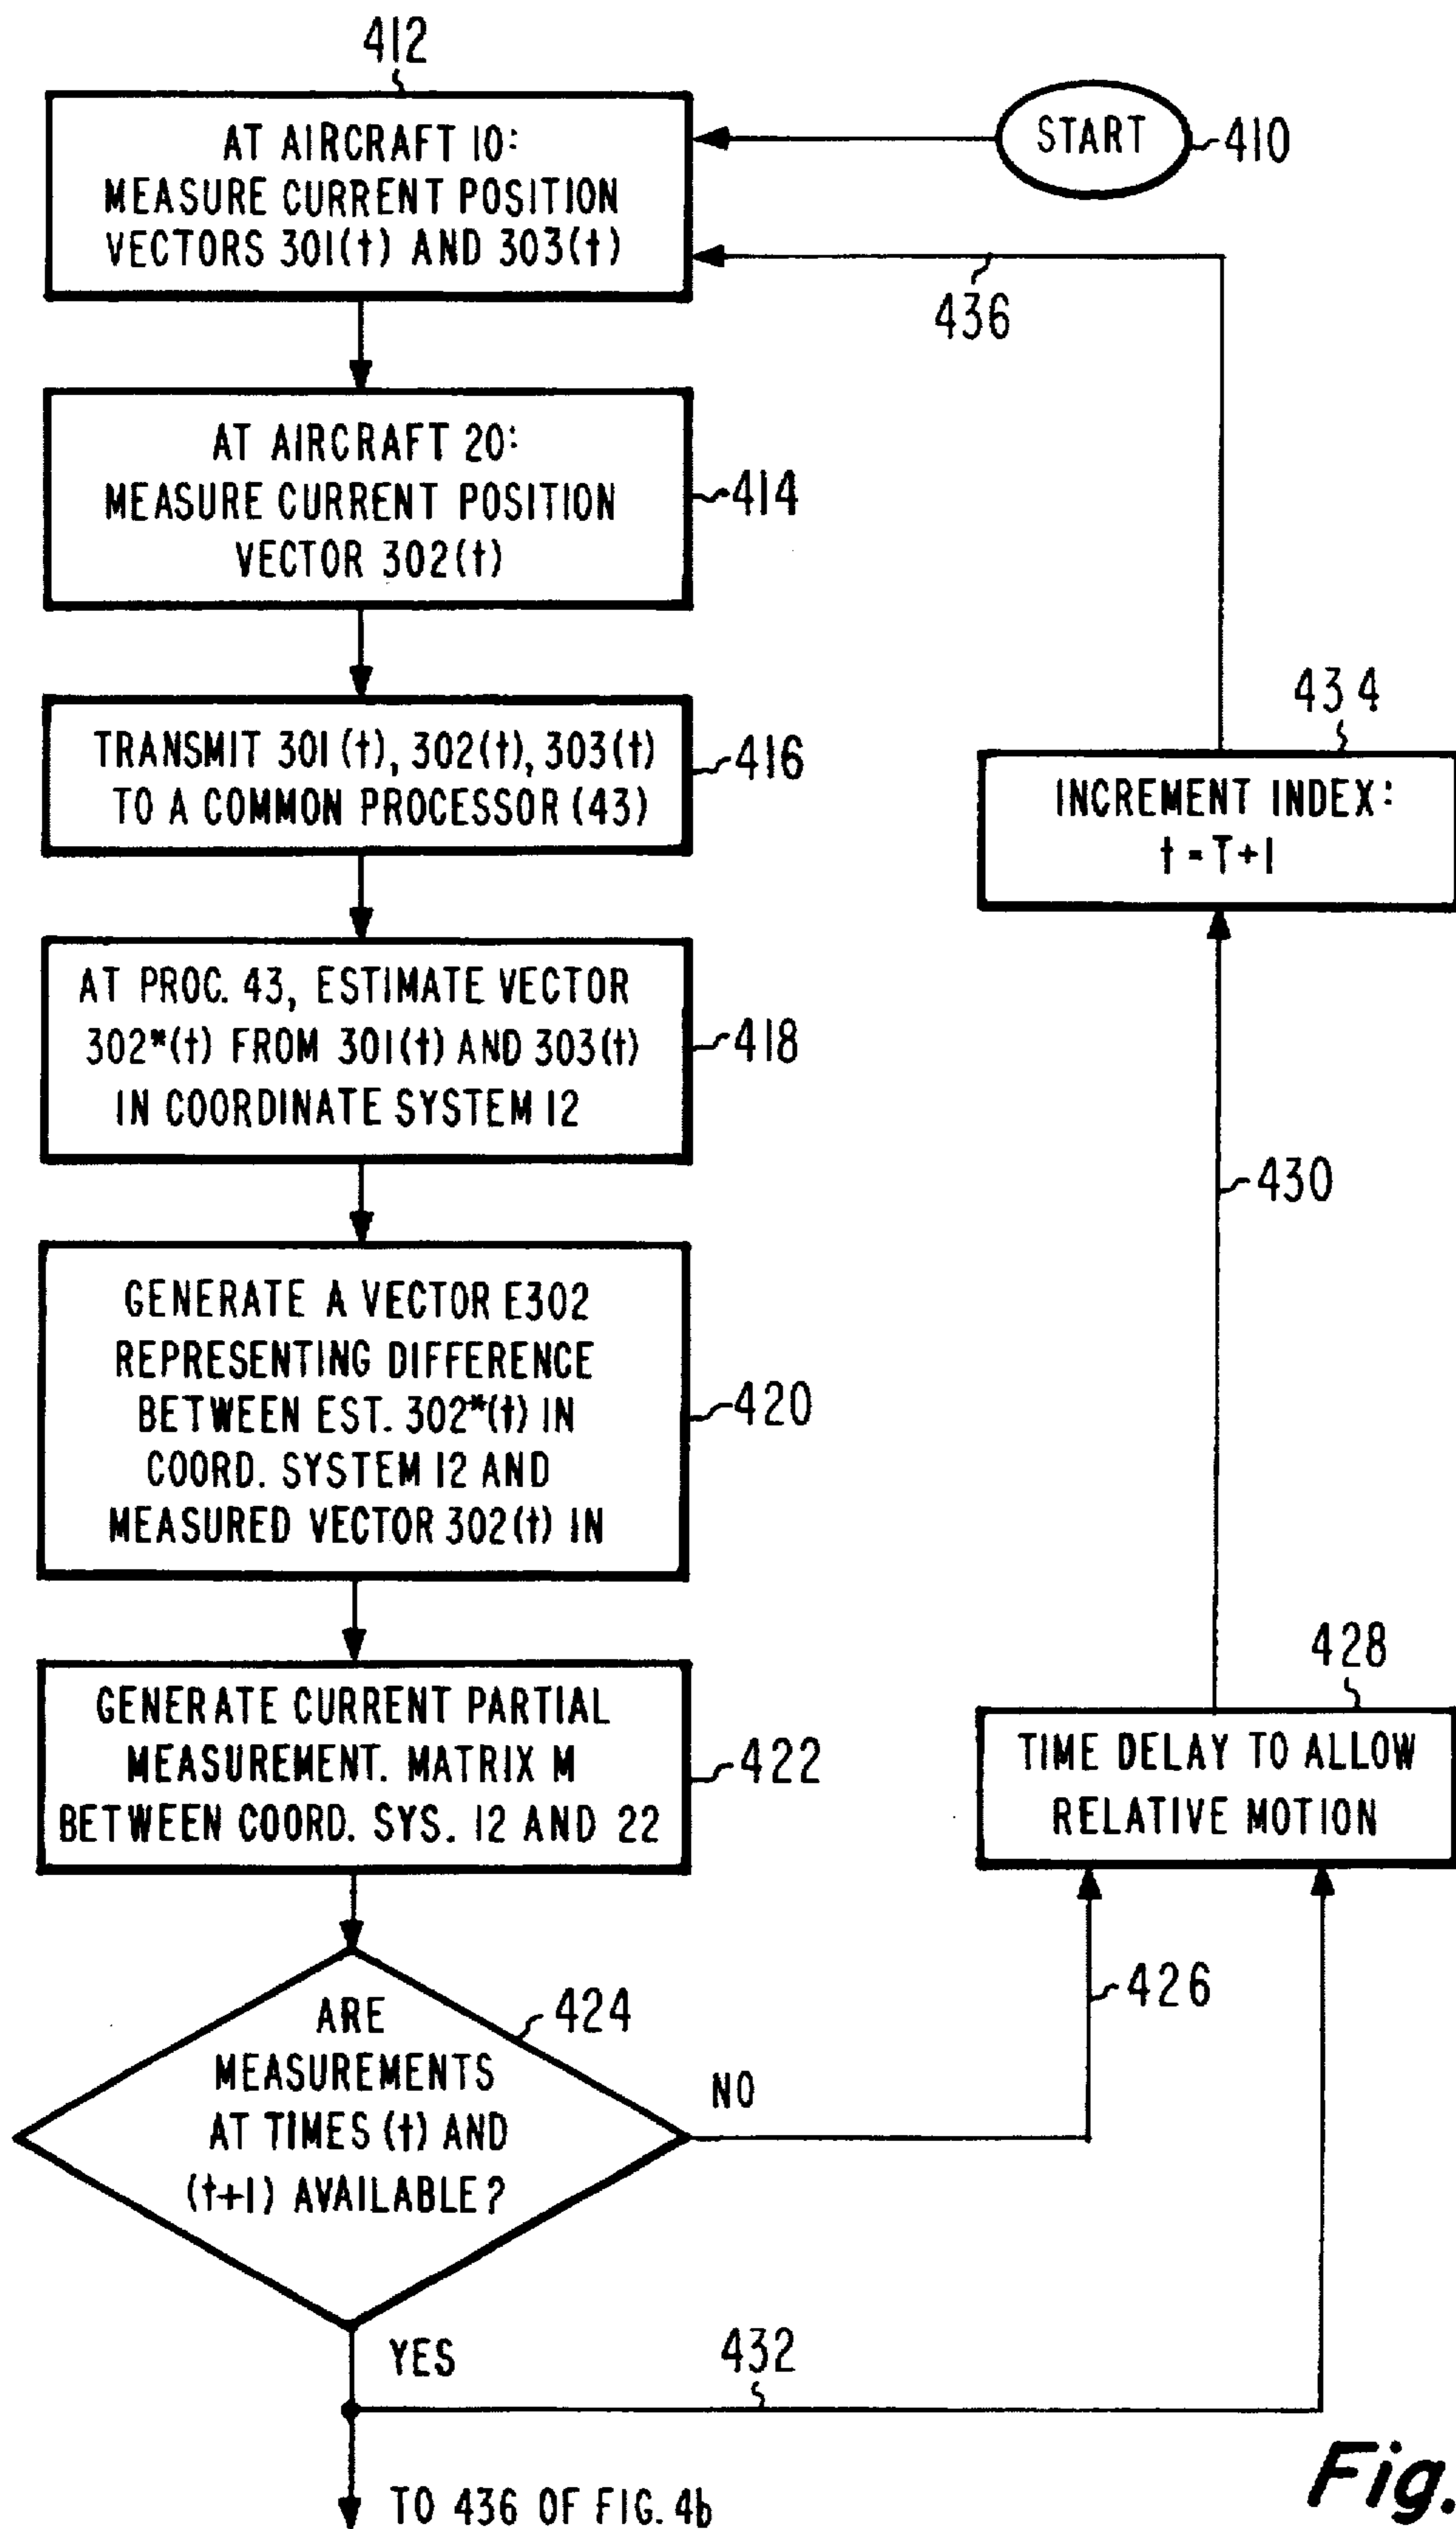 412
AT AIRCRAFT 10:
MEASURE CURRENT POSITION
VECTORS 301(t) AND 303(t)
START
410
436
AT AIRCRAFT 20:
MEASURE CURRENT POSITION
VECTOR 302(t)
414
TRANSMIT 301(t), 302(t), 303(t)
TO A COMMON PROCESSOR (43)
416
434
INCREMENT INDEX:
t = T+1
AT PROC. 43, ESTIMATE VECTOR
302*(t) FROM 301(t) AND 303(t)
IN COORDINATE SYSTEM 12
418
430
GENERATE A VECTOR E302
REPRESENTING DIFFERENCE
BETWEEN EST. 302*(t) IN
COORD. SYSTEM 12 AND
MEASURED VECTOR 302(t) IN
420
GENERATE CURRENT PARTIAL
MEASUREMENT. MATRIX M
BETWEEN COORD. SYS. 12 AND 22
422
428
TIME DELAY TO ALLOW
RELATIVE MOTION
ARE
MEASUREMENTS
AT TIMES (t) AND
(t+1) AVAILABLE?
424
NO
426
YES
432
TO 436 OF FIG. 4b
Fig.